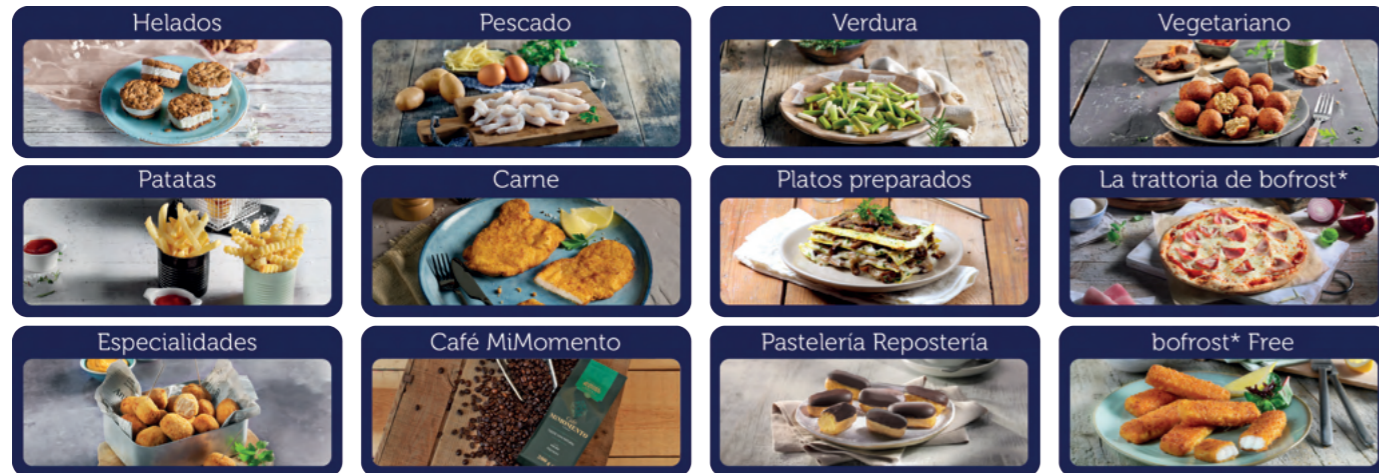 Helados
Pescado
Verdura
Vegetariano
Patatas
Carne
Platos preparados
La trattoria de bofrost*
Especialidades
Café MiMomento
Pastelería Repostería
bofrost* Free
MIMOMENTO